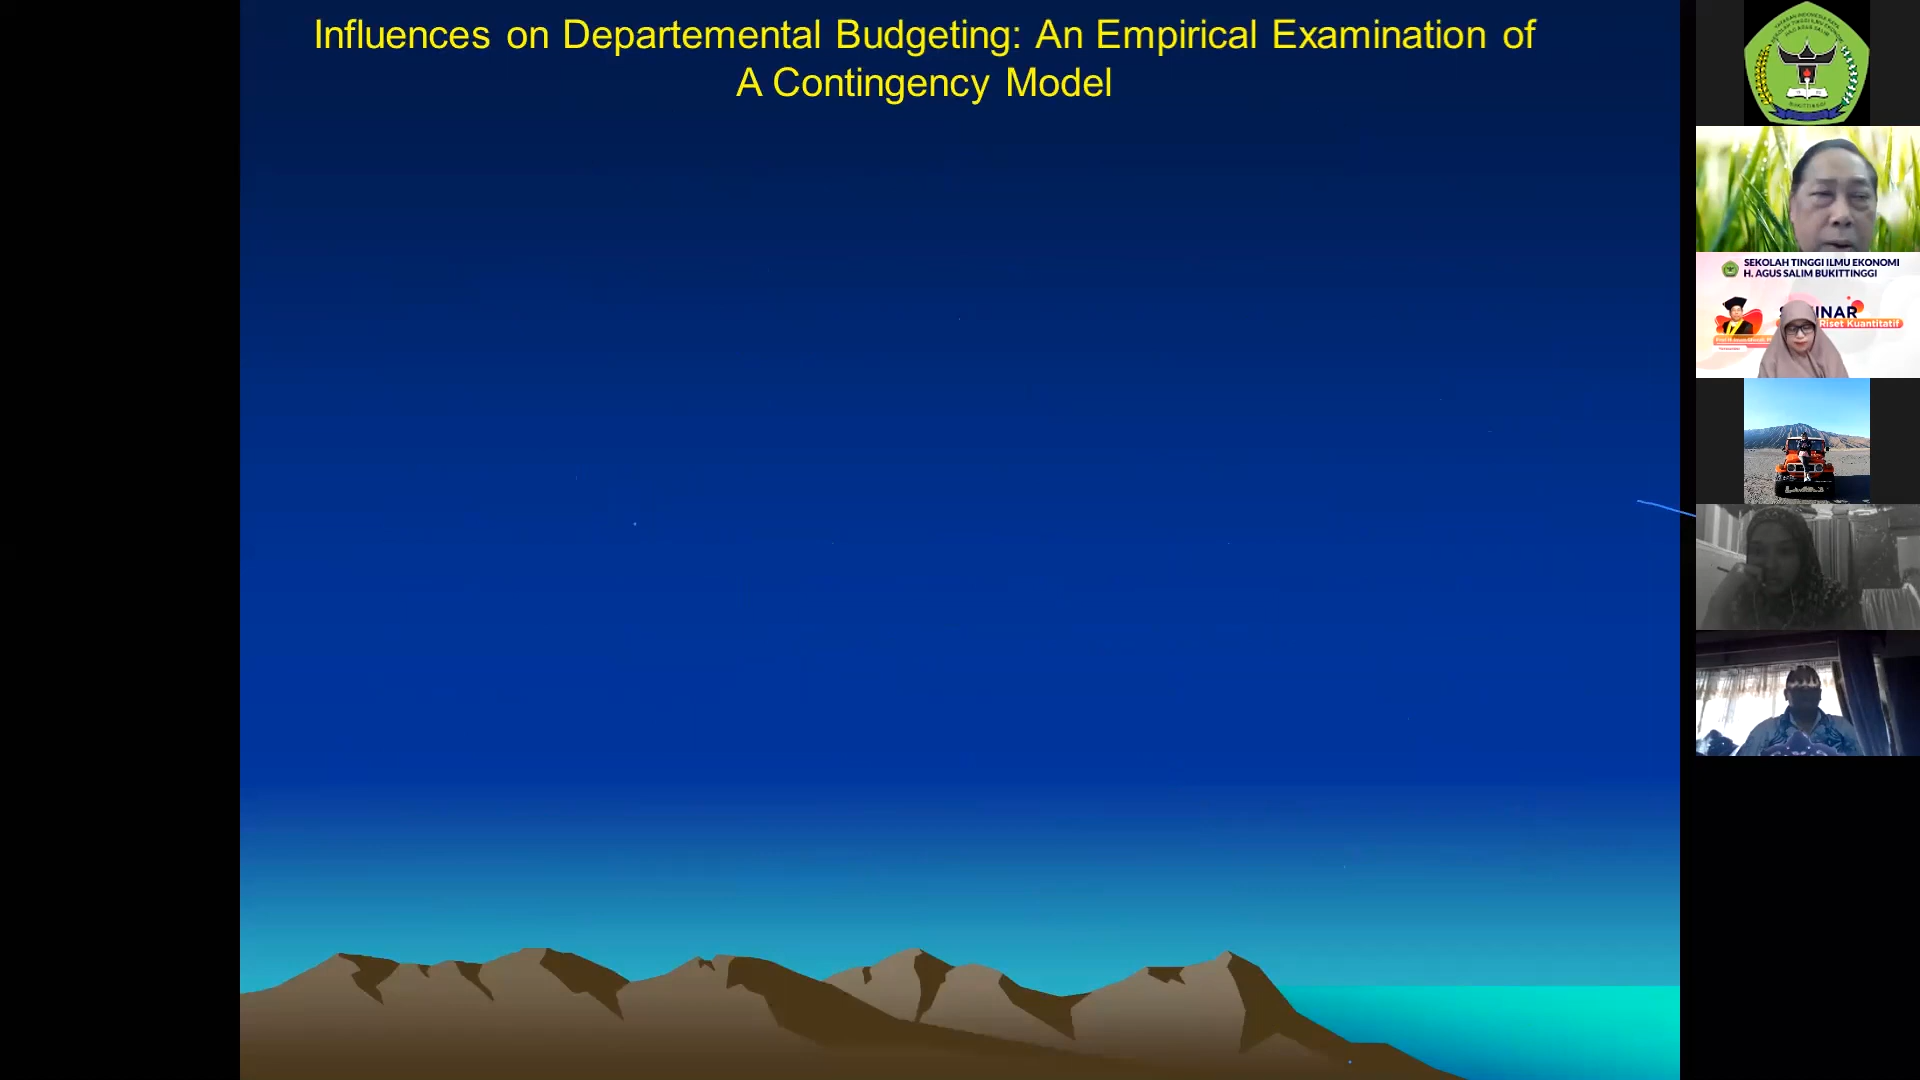 Influences on Departemental Budgeting: An Empirical Examination of
A Contingency Model
BUKITTINGGI
SEKOLAH TINGGI ILMU EKONOMI
H. AGUS SALIM BUKITTINGGI
Riset Kuantitatif